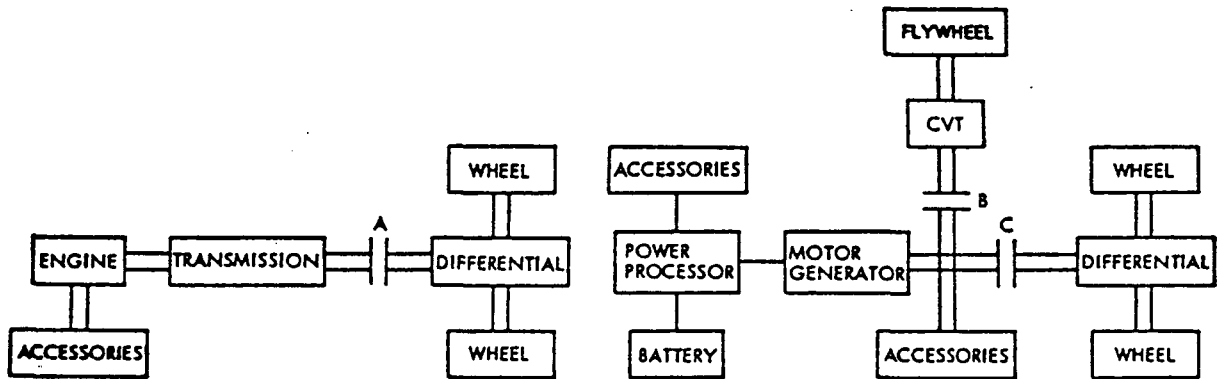 FLYWHEEL
CVT
B
WHEEL
A
ENGINE
TRANSMISSION
DIFFERENTIAL
ACCESSORIES
WHEEL
ACCESSORIES
POWER
PROCESSOR
MOTOR
GENERATOR
BATTERY
ACCESSORIES
C
WHEEL
DIFFERENTIAL
WHEEL